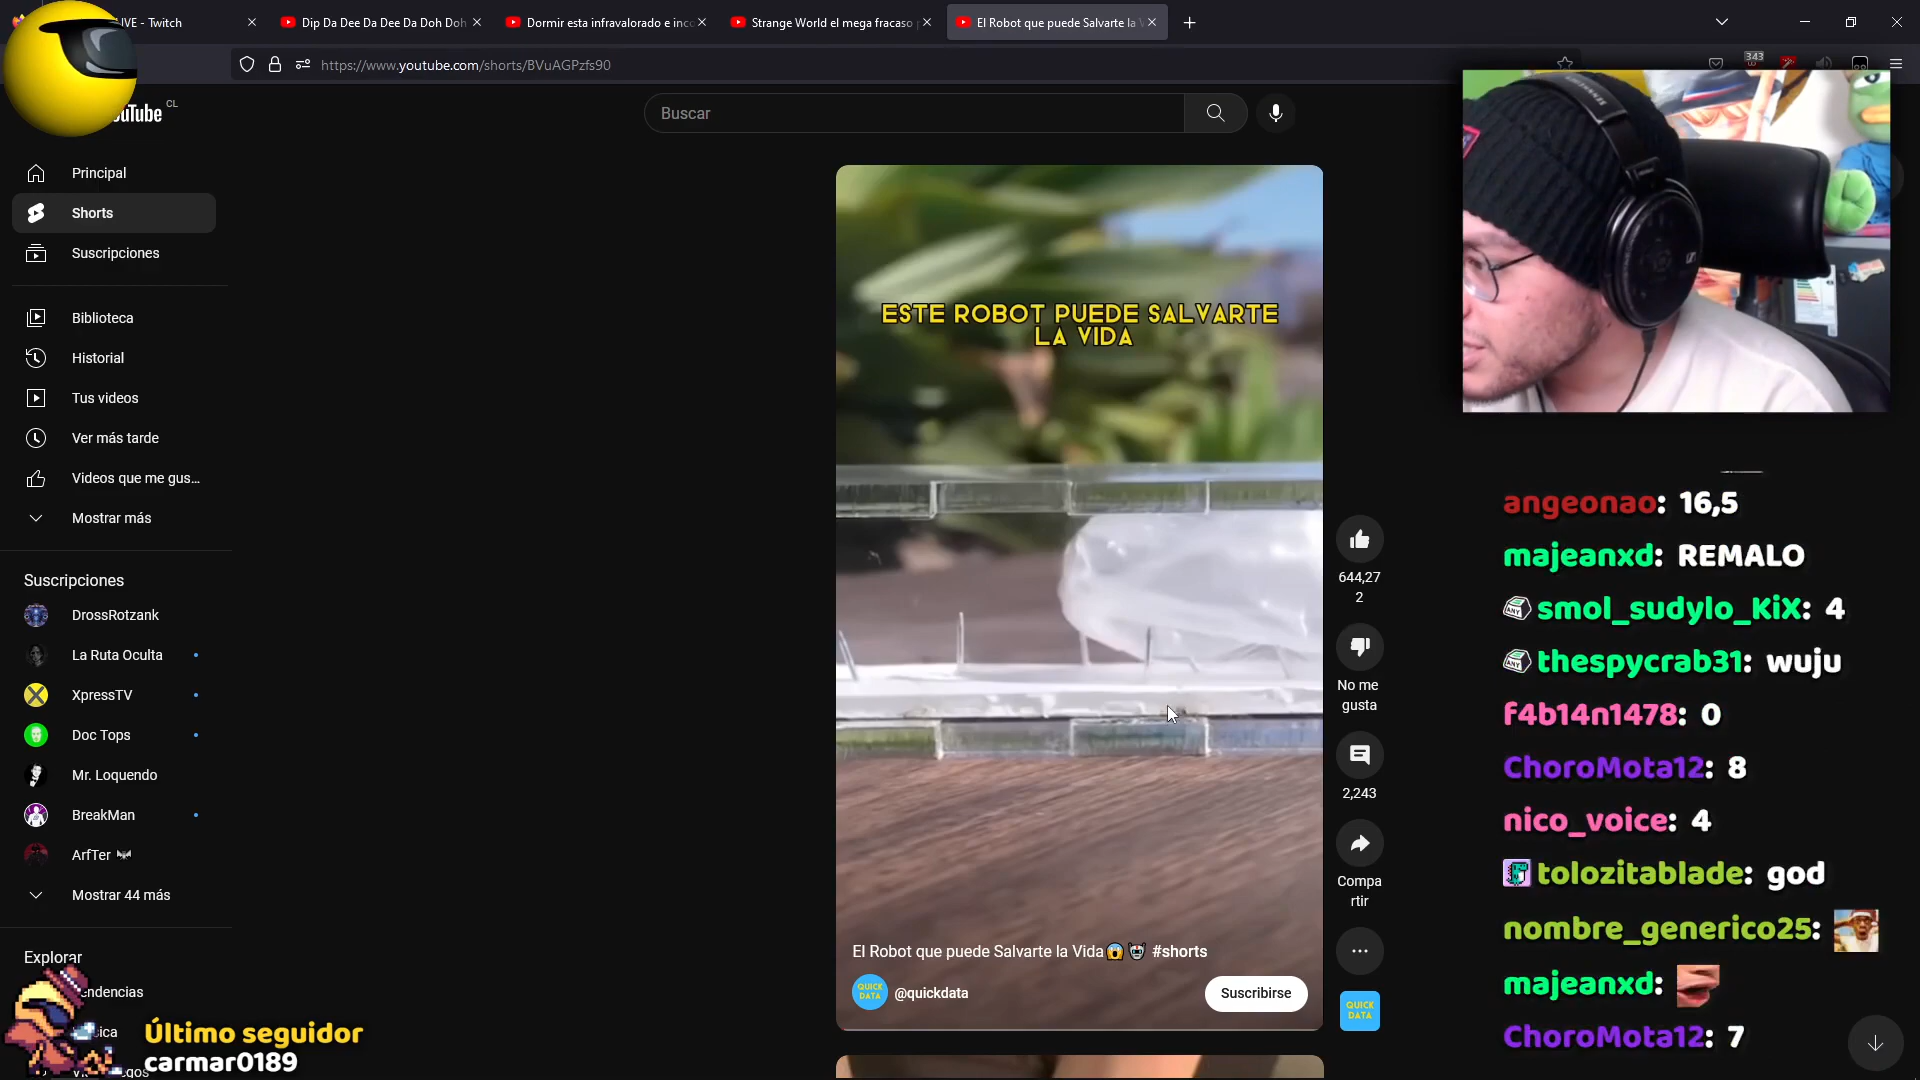 IVE - Twitch
Dip Da Dee Da Dee Da Doh Doh
Dormir esta infravalorado e inco
Strange World el mega fracaso p
El Robot que puede Salvarte la V
https://www.youtube.com/shorts/BVuAGPzfs90
343
CL
Buscar
Principal
Shorts
Suscripciones
Biblioteca
Historial
Tus videos
Ver más tarde
Videos que me gus...
Mostrar más
Suscripciones
DrossRotzank
La Ruta Oculta
XpressTV
Doc Tops
Mr. Loquendo
BreakMan
ArfTer
Mostrar 44 más
Explorar
endencias
Último seguidor
carmar0189
ESTE ROBOT PUEDE SALVARTE
LA VIDA
El Robot que puede Salvarte la Vida #shorts
QUICK
DATA
@quickdata
Suscribirse
644,27
2
No me
gusta
2,243
Compa
rtir
QUICK
DATA
angeonao: 16,5
majeanxd: REMALO
smol_sudylo_KiX: 4
thespycrab31: wuju
f4b14n1478: 0
ChoroMota12: 8
nico_voice: 4
tolozitablade: god
nombre_generico25:
majeanxd:
ChoroMota12: 7